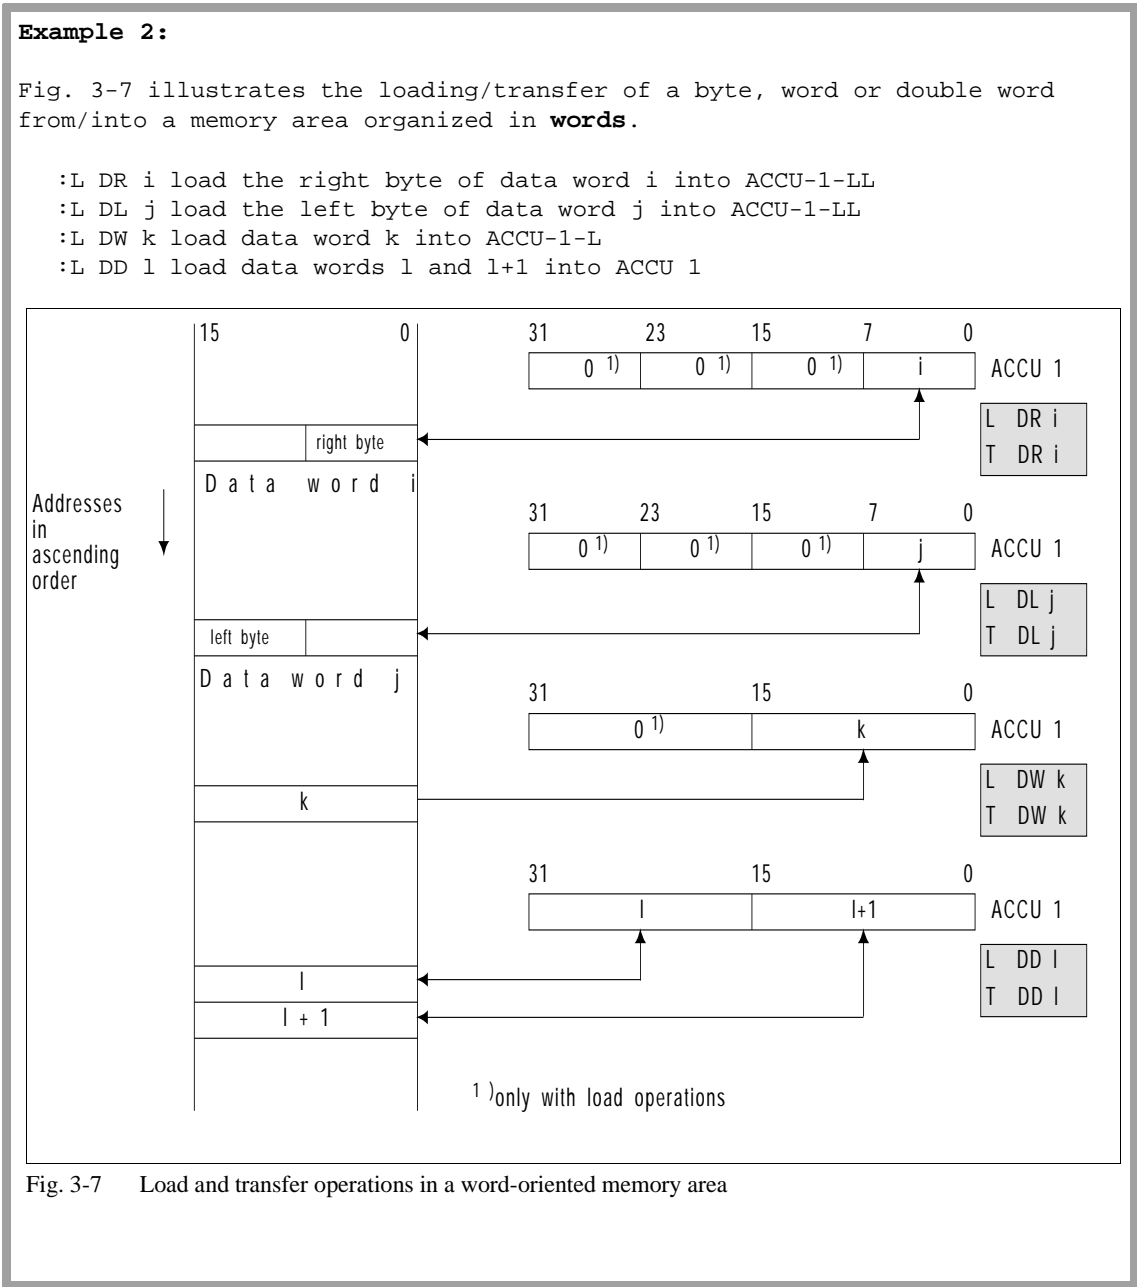 Example 2:
Fig. 3-7 illustrates the loading/transfer of a byte, word or double word
from/into a memory area organized in words.
:L DR i load the right byte of data word i into ACCU-1-LL
:L DL j load the left byte of data word j into ACCU-1-LL
:L DW k load data word k into ACCU-1-L
:L DD l load data words l and l+1 into ACCU 1
15 0
31 23 15 7 0
0 1) 0 1) 0 1) i ACCU 1
L DR i
T DR i
right byte
Data word i
Addresses
in
ascending
order
31 23 15 7 0
0 1) 0 1) 0 1) j ACCU 1
L DL j
T DL j
left byte
Data word j
31 15 0
0 1) k ACCU 1
L DW k
T DW k
k
31 15 0
l l+1 ACCU 1
L DD l
T DD l
l
l + 1
1 )only with load operations
Fig. 3-7 Load and transfer operations in a word-oriented memory area